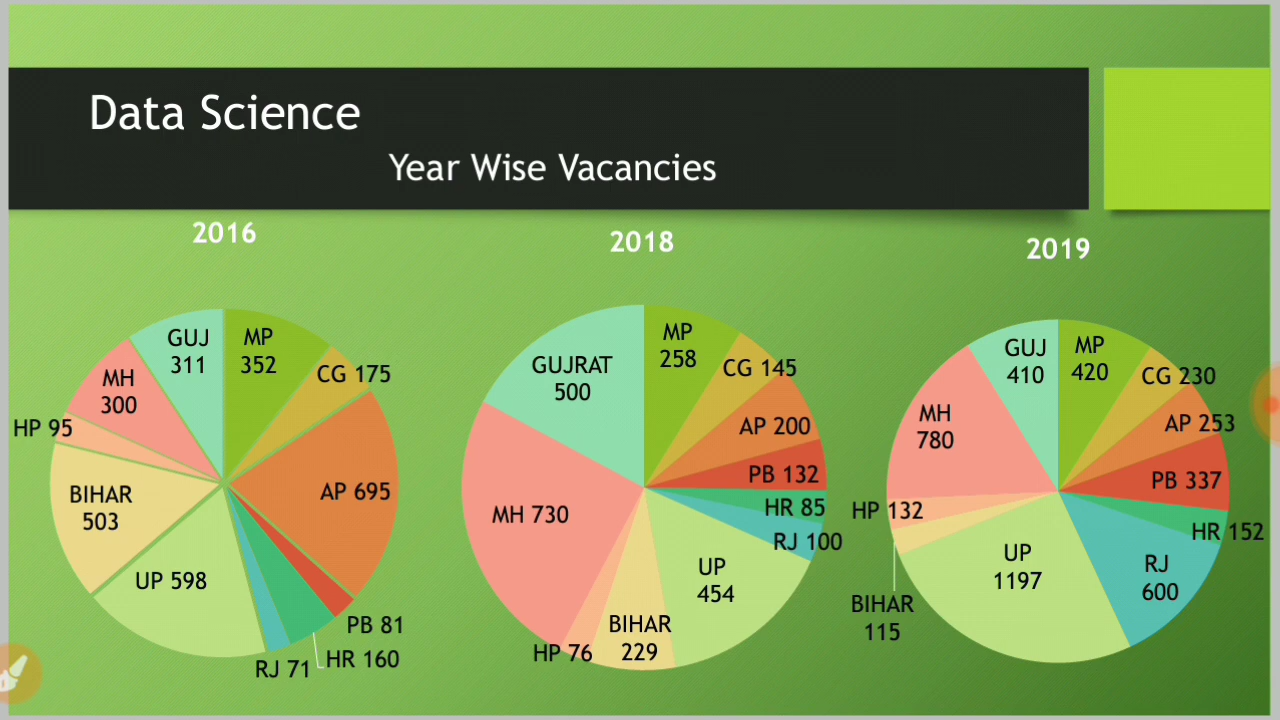 Data Science
Year Wise Vacancies
2016
GUJ
311
MP
352
CG 175
MH
300
HP 95
AP 695
BIHAR
503
UP 598
PB 81
HR 160
RJ 71
2018
MP
258
GUJRAT
500
CG 145
AP 200
PB 132
HR 85
MH 730
RJ 100
UP
454
BIHAR
229
HP 76
2019
GUJ
410
MP
420
CG 230
AP 253
MH
780
PB 337
HP 132
HR 152
UP
1197
RJ
600
BIHAR
115